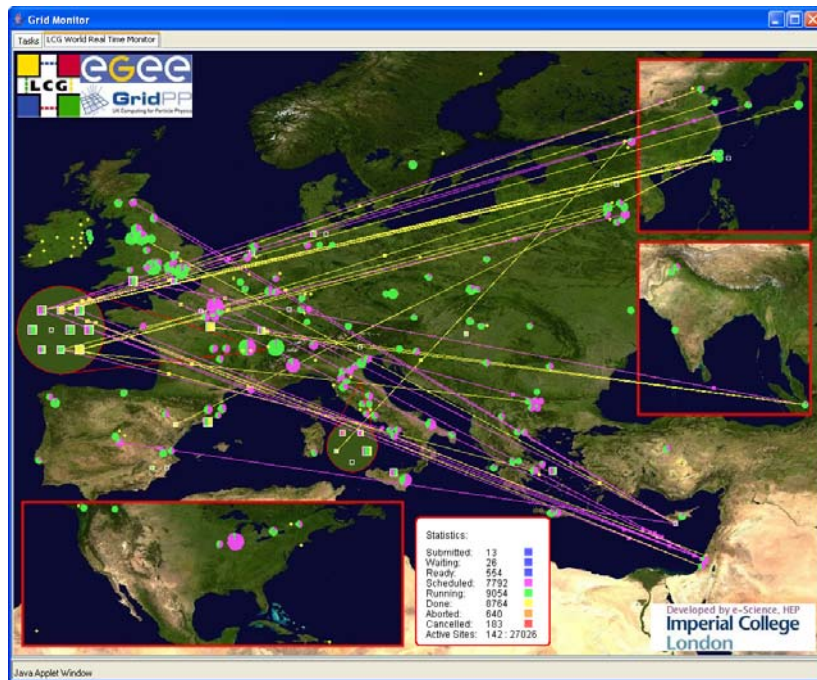 Grid Monitor
Tasks LCG World Real Time Monitor
LCG
eGee
GridPP
UK Computing for Particle Physics
Statistics:
Submitted: 13
Waiting: 26
Ready: 554
Scheduled: 7792
Running: 9054
Done: 8764
Aborted: 640
Cancelled: 183
Active Sites: 142 : 27026
Developed by e-Science, HEP
Imperial College
London
Java Applet Window